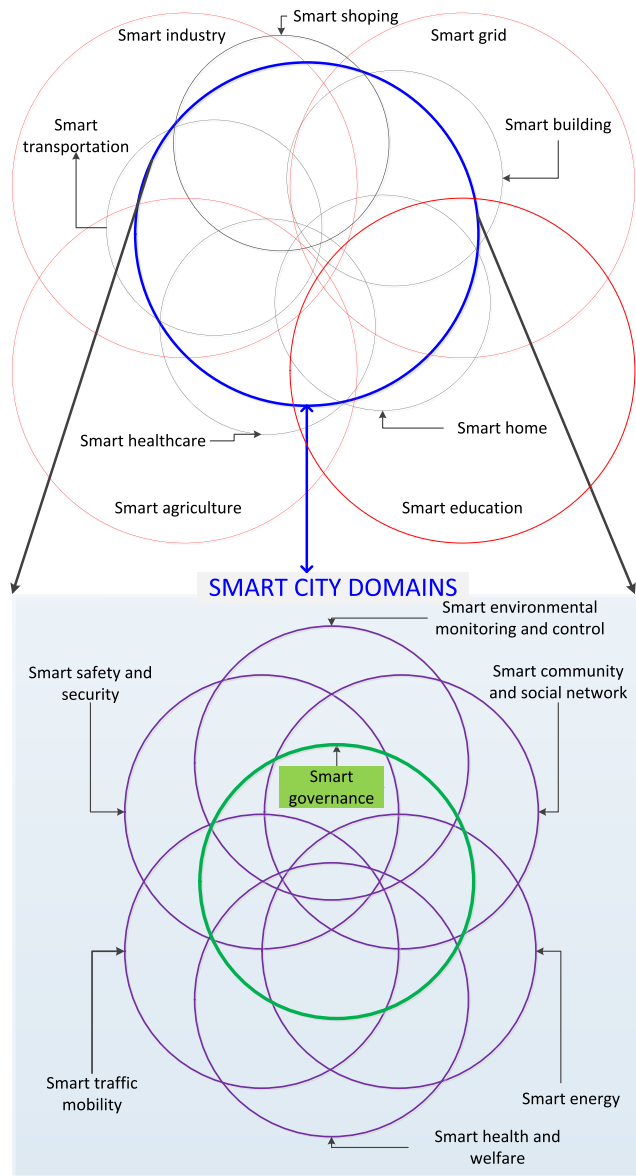 Smart shoping
Smart industry
Smart grid
Smart
transportation
Smart building
Smart healthcare
Smart home
Smart agriculture
Smart education
SMART CITY DOMAINS
Smart environmental
monitoring and control
Smart safety and
security
Smart community
and social network
Smart
governance
Smart traffic
mobility
Smart energy
Smart health and
welfare